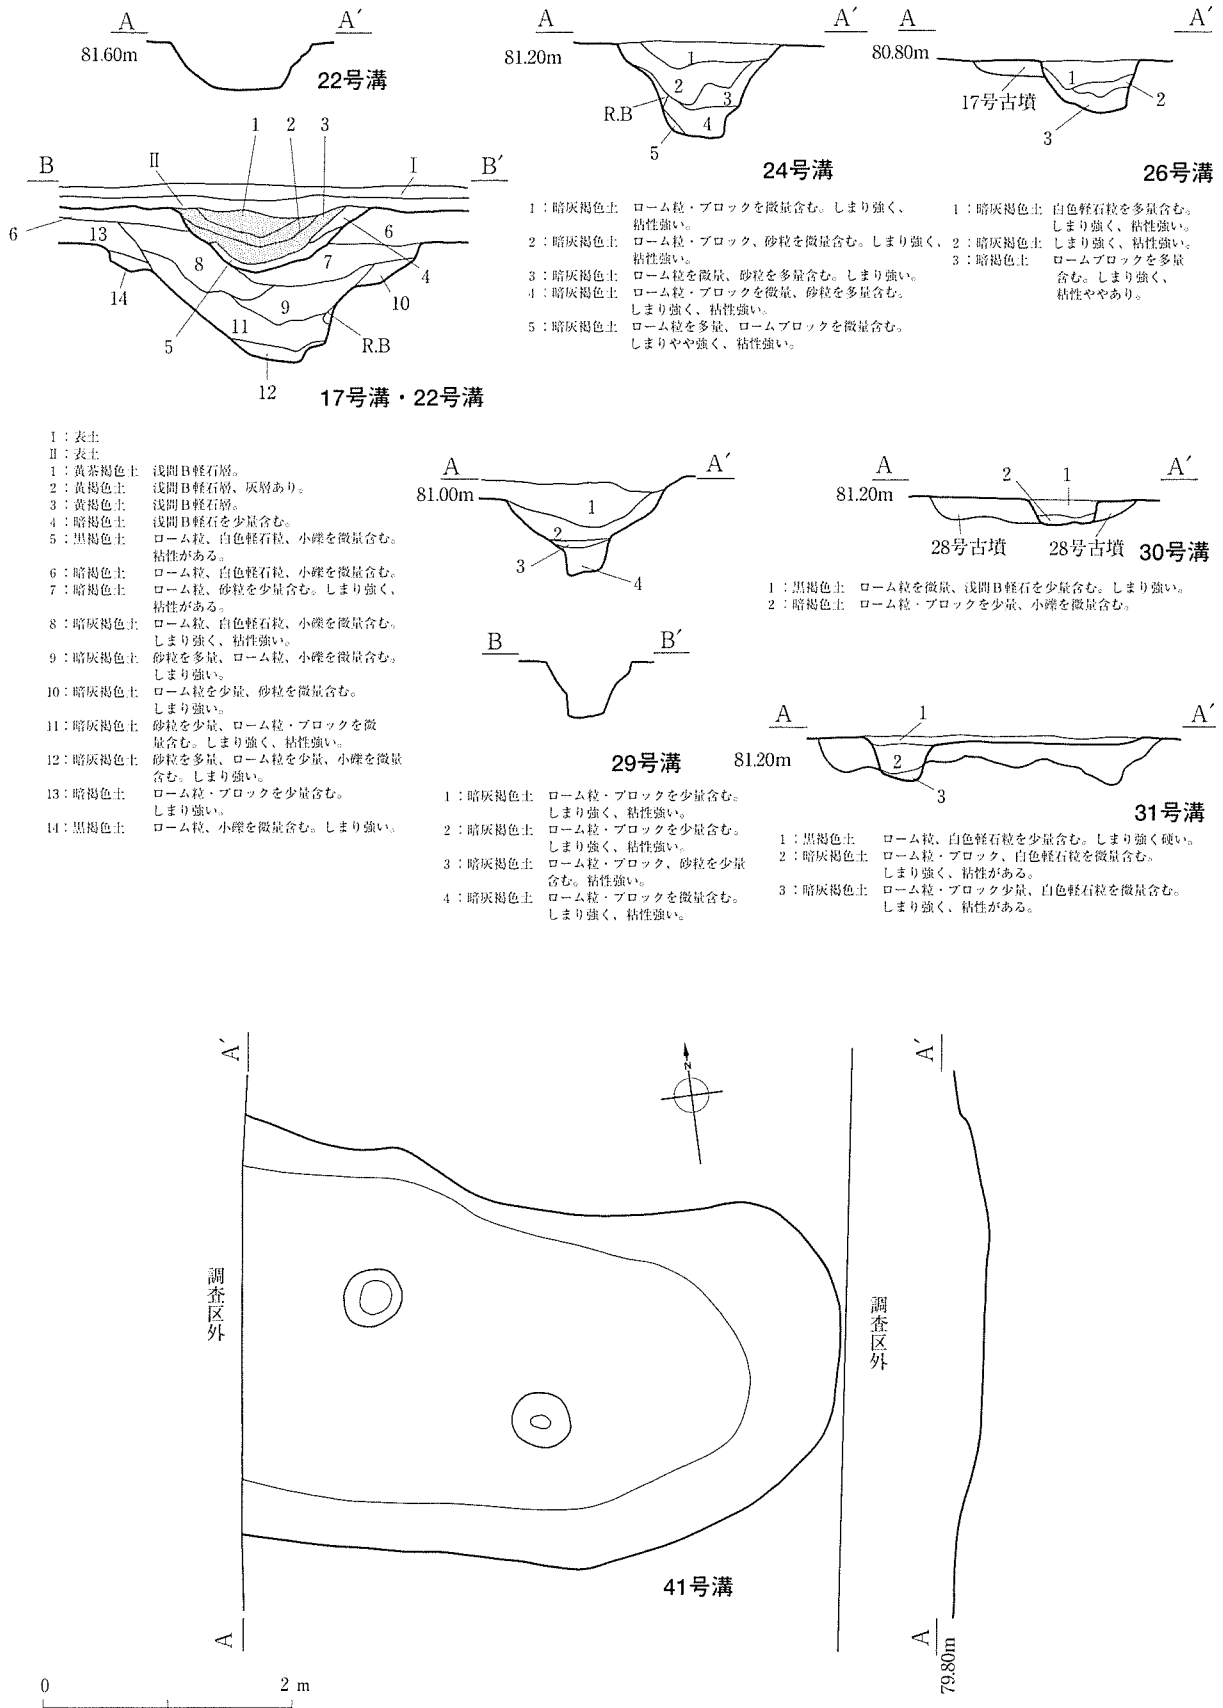 A A′
81.60m
22号溝
1 2 3
B II I B′
6 13 8 7 6 4
14 9 10
5 11 R.B
12
17号溝・22号溝
I：表土
II：表土
1：黄茶褐色土 浅間B軽石層。
2：黄褐色土 浅間B軽石層、灰層あり。
3：黄褐色土 浅間B軽石層。
4：暗褐色土 浅間B軽石を少量含む。
5：黒褐色土 ローム粒、白色軽石粒、小礫を微量含む。
粘性がある。
6：暗褐色土 ローム粒、白色軽石粒、小礫を微量含む。
7：暗褐色土 ローム粒、砂粒を少量含む。しまり強く、
粘性がある。
8：暗灰褐色土 ローム粒、白色軽石粒、小礫を微量含む。
しまり強く、粘性強い。
9：暗灰褐色土 砂粒を多量、ローム粒、小礫を微量含む。
しまり強い。
10：暗灰褐色土 ローム粒を少量、砂粒を微量含む。
しまり強い。
11：暗灰褐色土 砂粒を少量、ローム粒・ブロックを微
量含む。しまり強く、粘性強い。
12：暗灰褐色土 砂粒を多量、ローム粒を少量、小礫を微量
含む。しまり強い。
13：暗褐色土 ローム粒・ブロックを少量含む。
しまり強い。
14：黒褐色土 ローム粒、小礫を微量含む。しまり強い。
A A′
81.20m
1
2 3
R.B
4
5
24号溝
1：暗灰褐色土 ローム粒・ブロックを微量含む。しまり強く、
粘性強い。
2：暗灰褐色土 ローム粒・ブロック、砂粒を微量含む。しまり強く、
粘性強い。
3：暗灰褐色土 ローム粒を微量、砂粒を多量含む。しまり強い。
4：暗灰褐色土 ローム粒・ブロックを微量、砂粒を多量含む。
しまり強く、粘性強い。
5：暗灰褐色土 ローム粒を多量、ロームブロックを微量含む。
しまりやや強く、粘性強い。
A A′
80.80m
1
17号古墳 2
3
26号溝
1：暗灰褐色土 白色軽石粒を多量含む。
しまり強く、粘性強い。
2：暗灰褐色土 しまり強く、粘性強い。
3：暗褐色土 ロームブロックを多量
含む。しまり強く、
粘性ややあり。
A A′
81.00m
1
2
3
4
B B′
29号溝
1：暗灰褐色土 ローム粒・ブロックを少量含む。
しまり強く、粘性強い。
2：暗灰褐色土 ローム粒・ブロックを少量含む。
しまり強く、粘性強い。
3：暗灰褐色土 ローム粒・ブロック、砂粒を少量
含む。粘性強い。
4：暗灰褐色土 ローム粒・ブロックを微量含む。
しまり強く、粘性強い。
A 2 1 A′
81.20m
28号古墳 28号古墳
30号溝
1：黒褐色土 ローム粒を微量、浅間B軽石を少量含む。しまり強い。
2：暗褐色土 ローム粒・ブロックを少量、小礫を微量含む。
A 1 A′
81.20m
2
3
31号溝
1：黒褐色土 ローム粒、白色軽石粒を少量含む。しまり強く硬い。
2：暗灰褐色土 ローム粒・ブロック、白色軽石粒を微量含む。
しまり強く、粘性がある。
3：暗灰褐色土 ローム粒・ブロック少量、白色軽石粒を微量含む。
しまり強く、粘性がある。
A′
N
A′
調査区外
調査区外
41号溝
A
A
79.80m
0 2 m